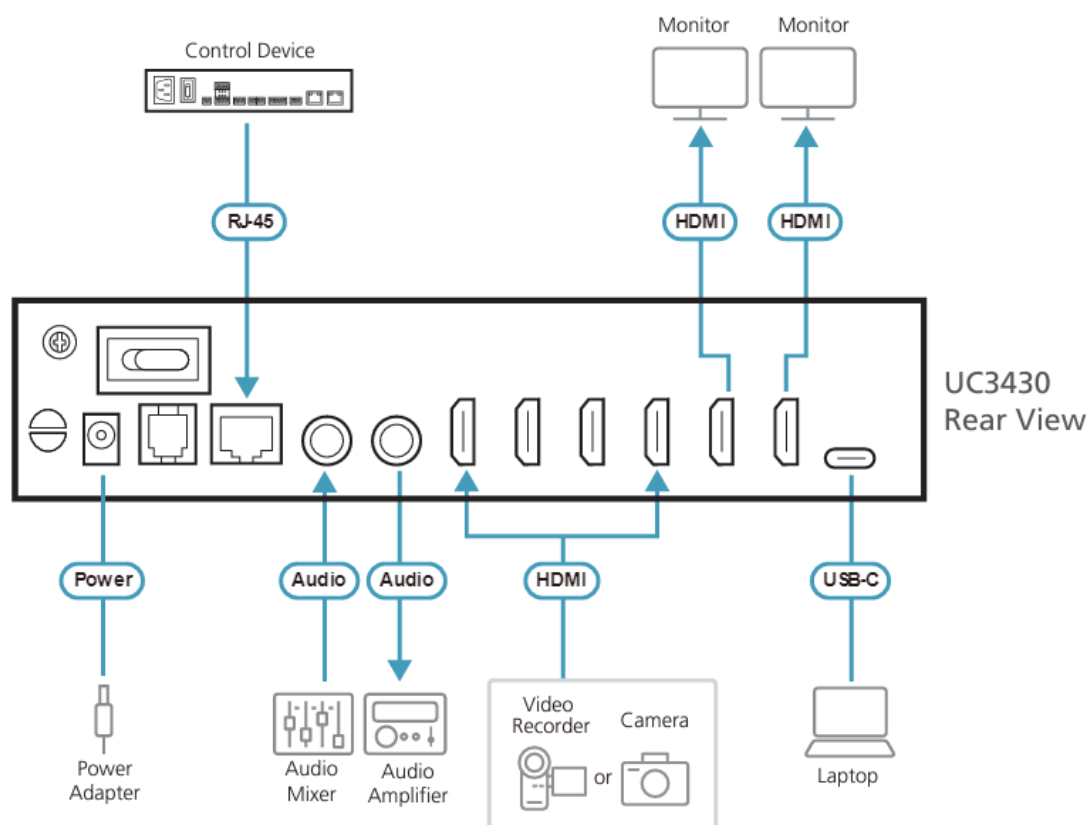 Control Device
Monitor
Monitor
RJ-45
HDMI
HDMI
UC3430
Rear View
Power
Audio
Audio
HDMI
USB-C
Power
Adapter
Audio
Mixer
Audio
Amplifier
Video
Recorder
or
Camera
Laptop